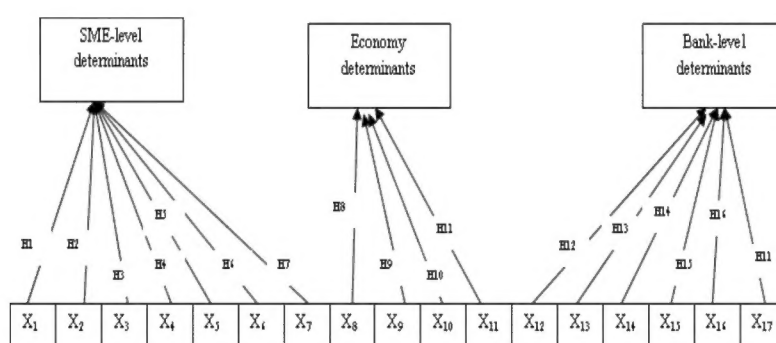 SME-level
determinants
Economy
determinants
Bank-level
determinants
H1
H2
H3
H4
H5
H6
H7
H8
H9
H10
H11
H12
H13
H14
H15
H16
H11
X1 X2 X3 X4 X5 X6 X7 X8 X9 X10 X11 X12 X13 X14 X15 X16 X17